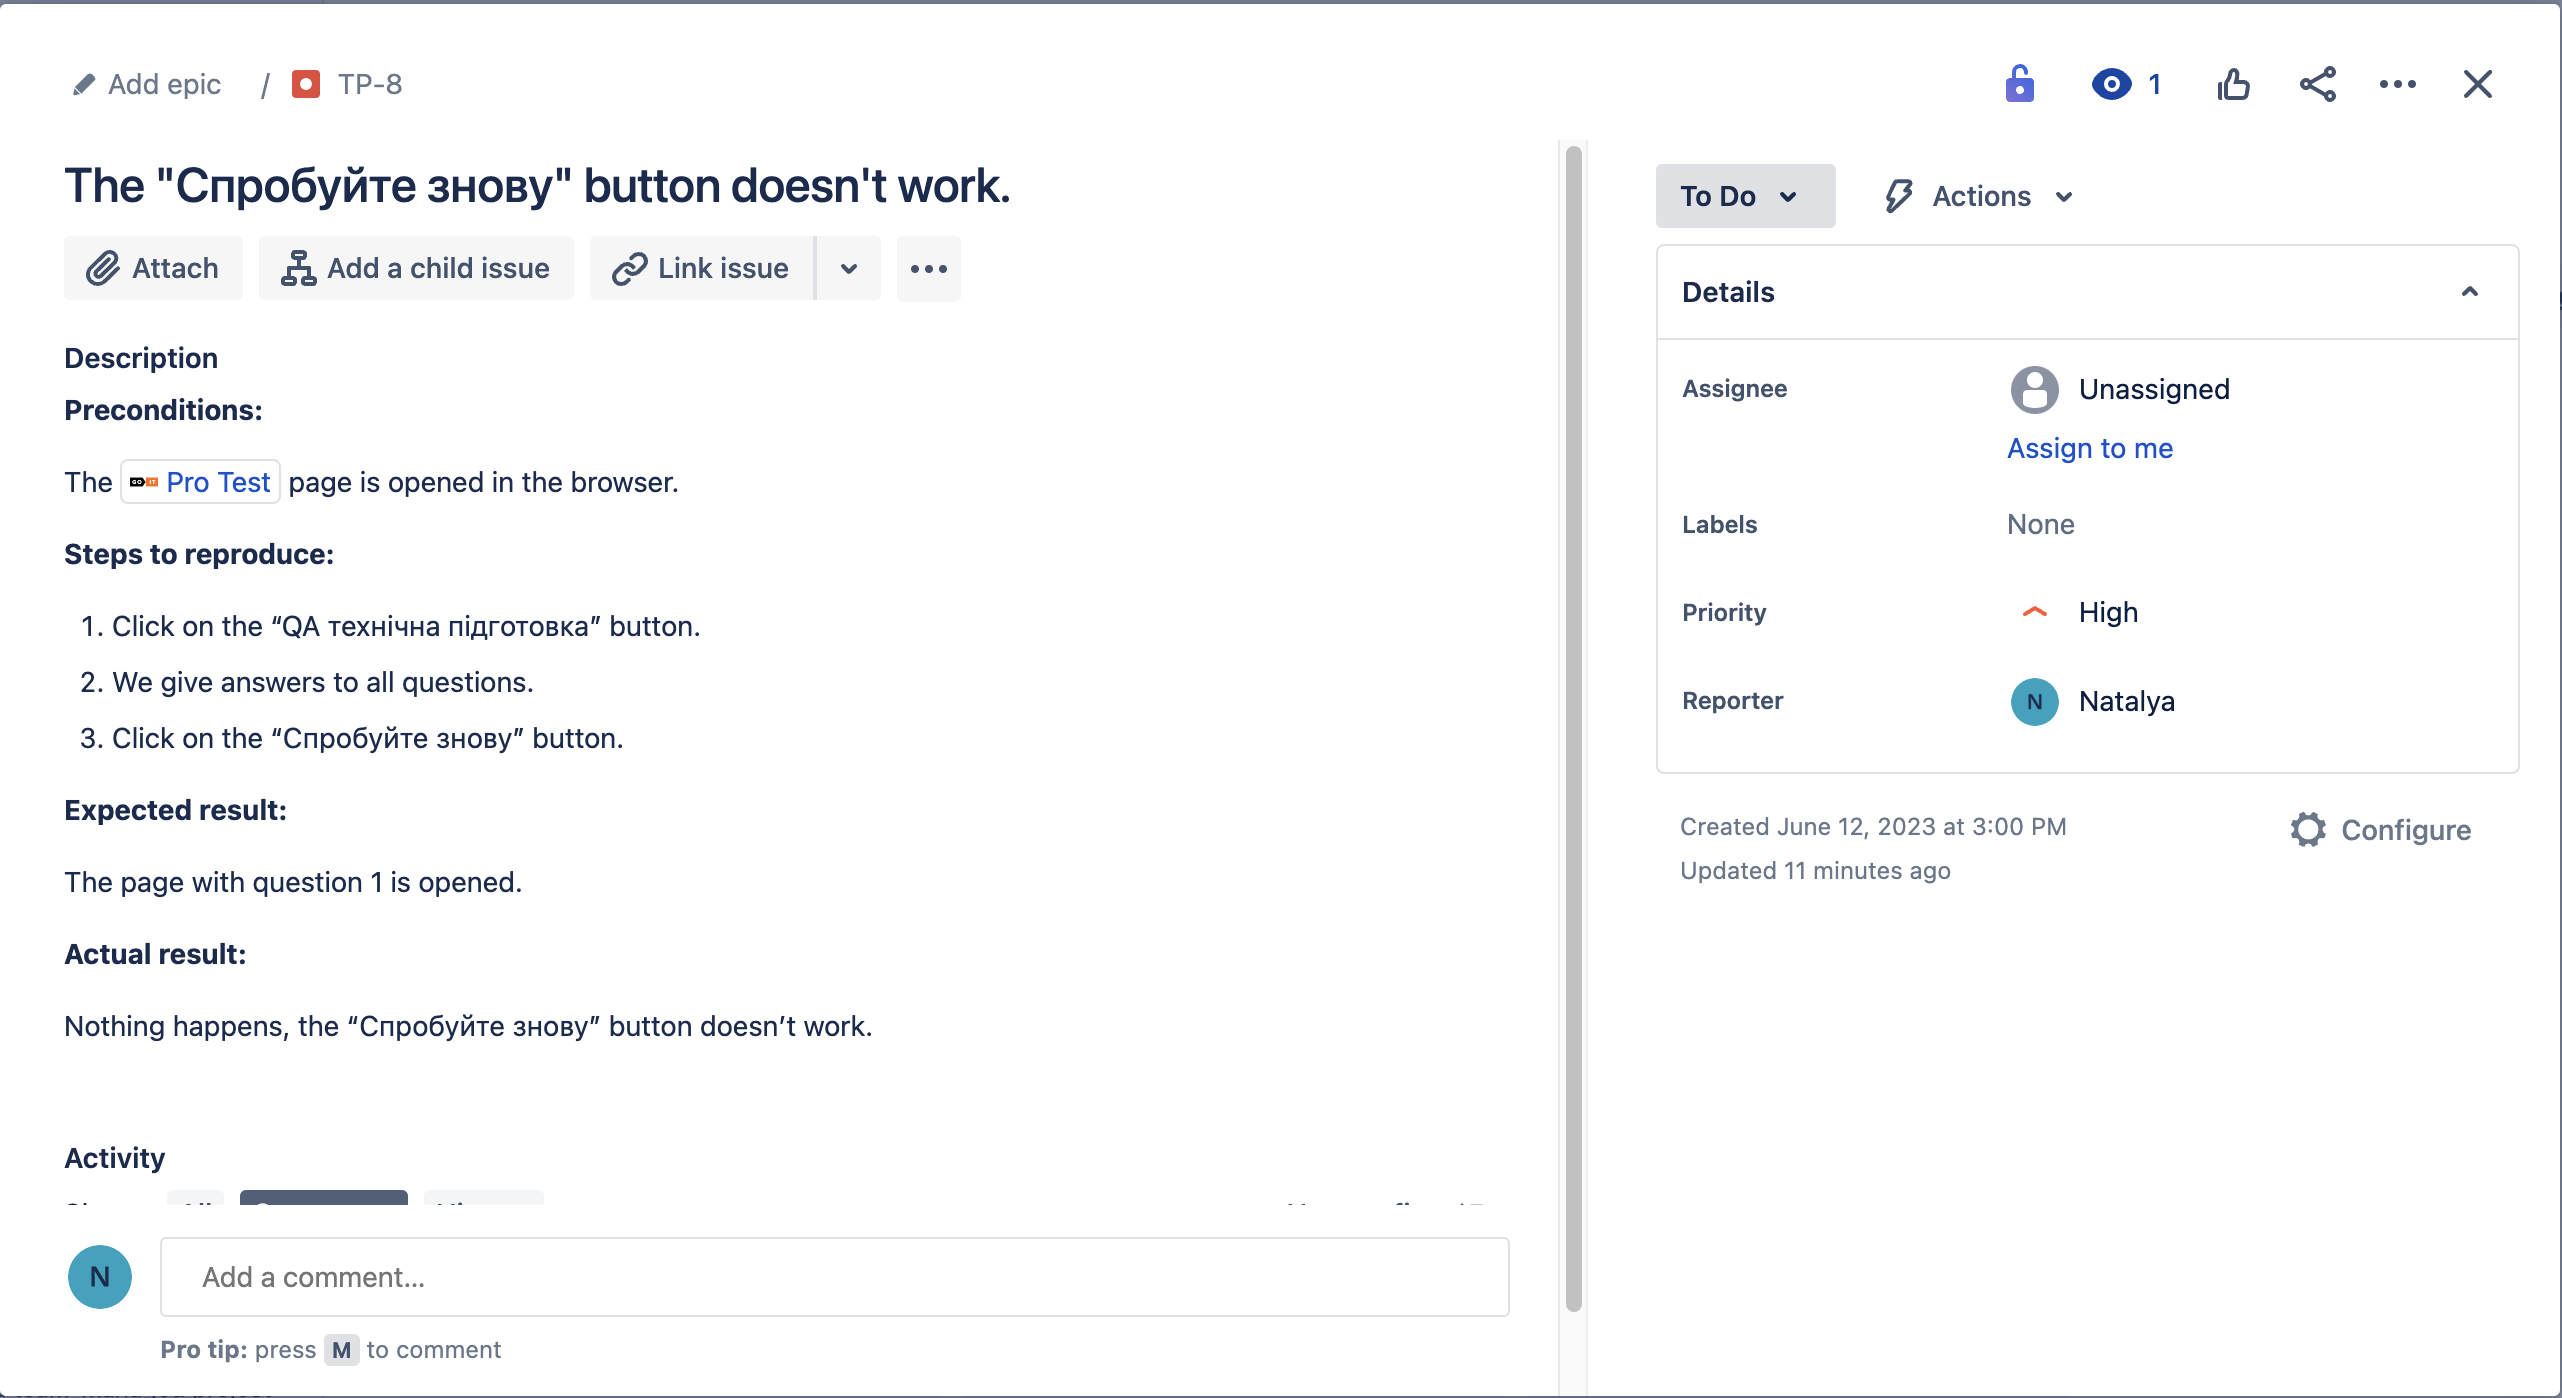 Add epic / TP-8
1
The "Спробуйте знову" button doesn't work.
Attach Add a child issue Link issue
Description
Preconditions:
The Pro Test page is opened in the browser.
Steps to reproduce:
1. Click on the “QA технічна підготовка” button.
2. We give answers to all questions.
3. Click on the “Спробуйте знову” button.
Expected result:
The page with question 1 is opened.
Actual result:
Nothing happens, the “Спробуйте знову” button doesn’t work.
Activity
N Add a comment...
Pro tip: press M to comment
To Do Actions
Details
Assignee Unassigned
Assign to me
Labels None
Priority High
Reporter N Natalya
Created June 12, 2023 at 3:00 PM
Updated 11 minutes ago
Configure